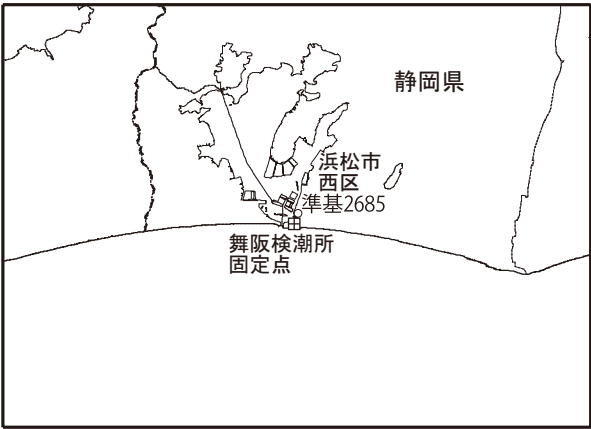 静岡県
浜松市
西区
準基2685
舞阪検潮所
固定点